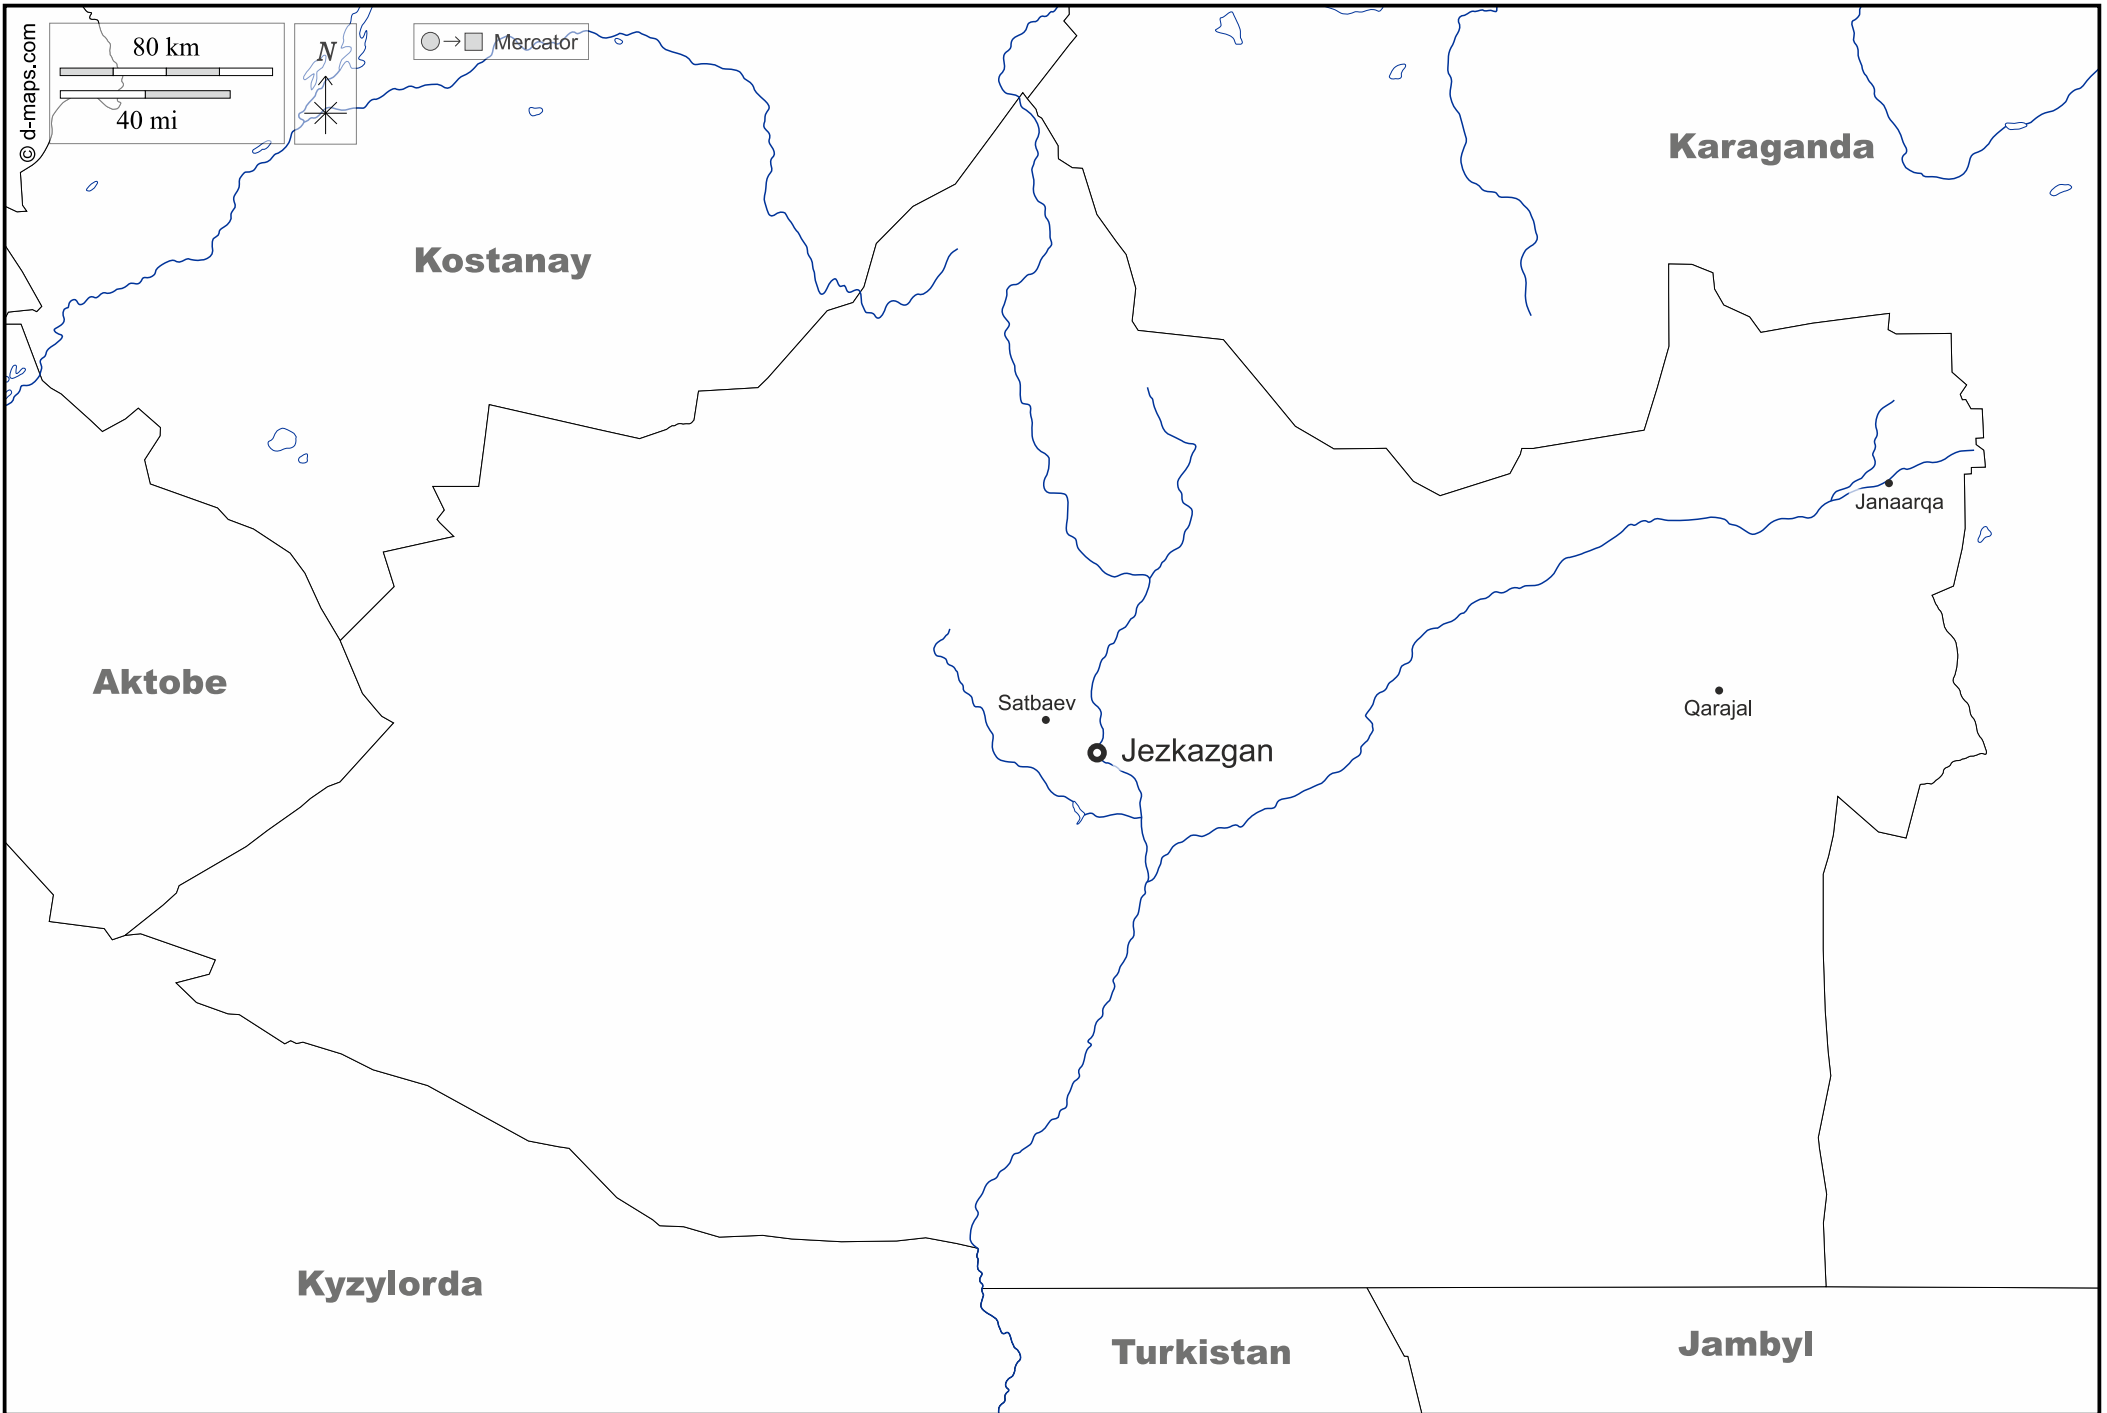 © d-maps.com
80 km
40 mi
N
Mercator
Karaganda
Kostanay
Janaarqa
Aktobe
Satbaev
Qarajal
Jezkazgan
Kyzylorda
Turkistan
Jambyl